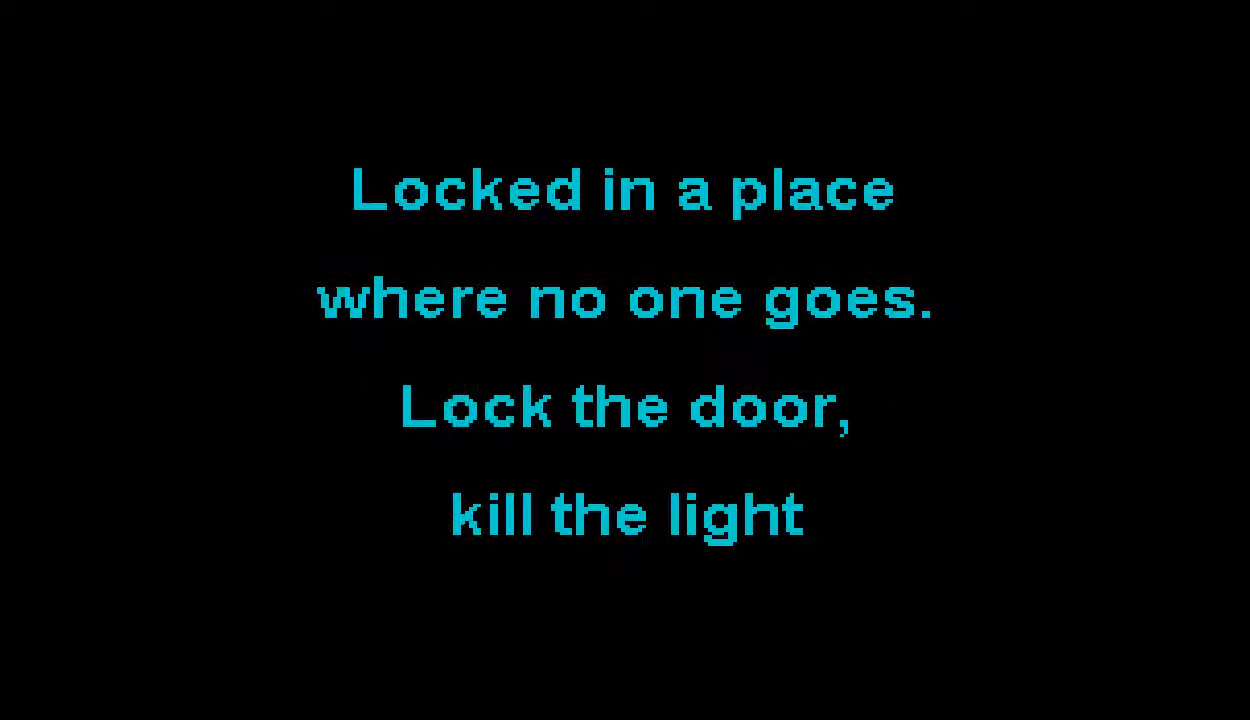 Locked in a place
where no one goes.
Lock the door,
kill the light